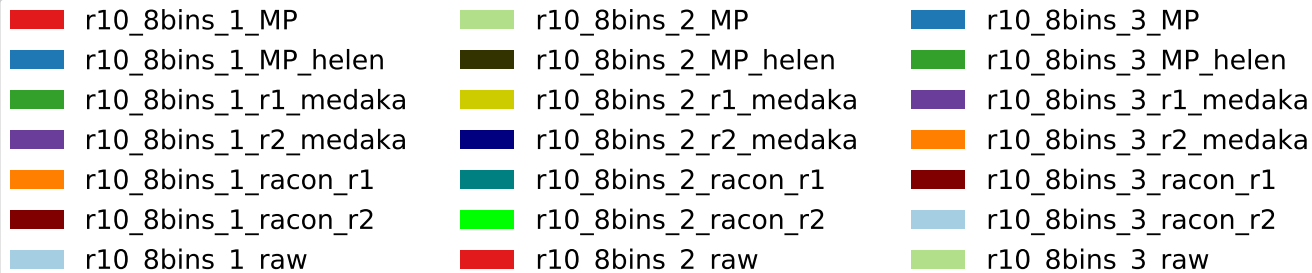 r10_8bins_1_MP
r10_8bins_1_MP_helen
r10_8bins_1_r1_medaka
r10_8bins_1_r2_medaka
r10_8bins_1_racon_r1
r10_8bins_1_racon_r2
r10_8bins_1_raw
r10_8bins_2_MP
r10_8bins_2_MP_helen
r10_8bins_2_r1_medaka
r10_8bins_2_r2_medaka
r10_8bins_2_racon_r1
r10_8bins_2_racon_r2
r10_8bins_2_raw
r10_8bins_3_MP
r10_8bins_3_MP_helen
r10_8bins_3_r1_medaka
r10_8bins_3_r2_medaka
r10_8bins_3_racon_r1
r10_8bins_3_racon_r2
r10_8bins_3_raw